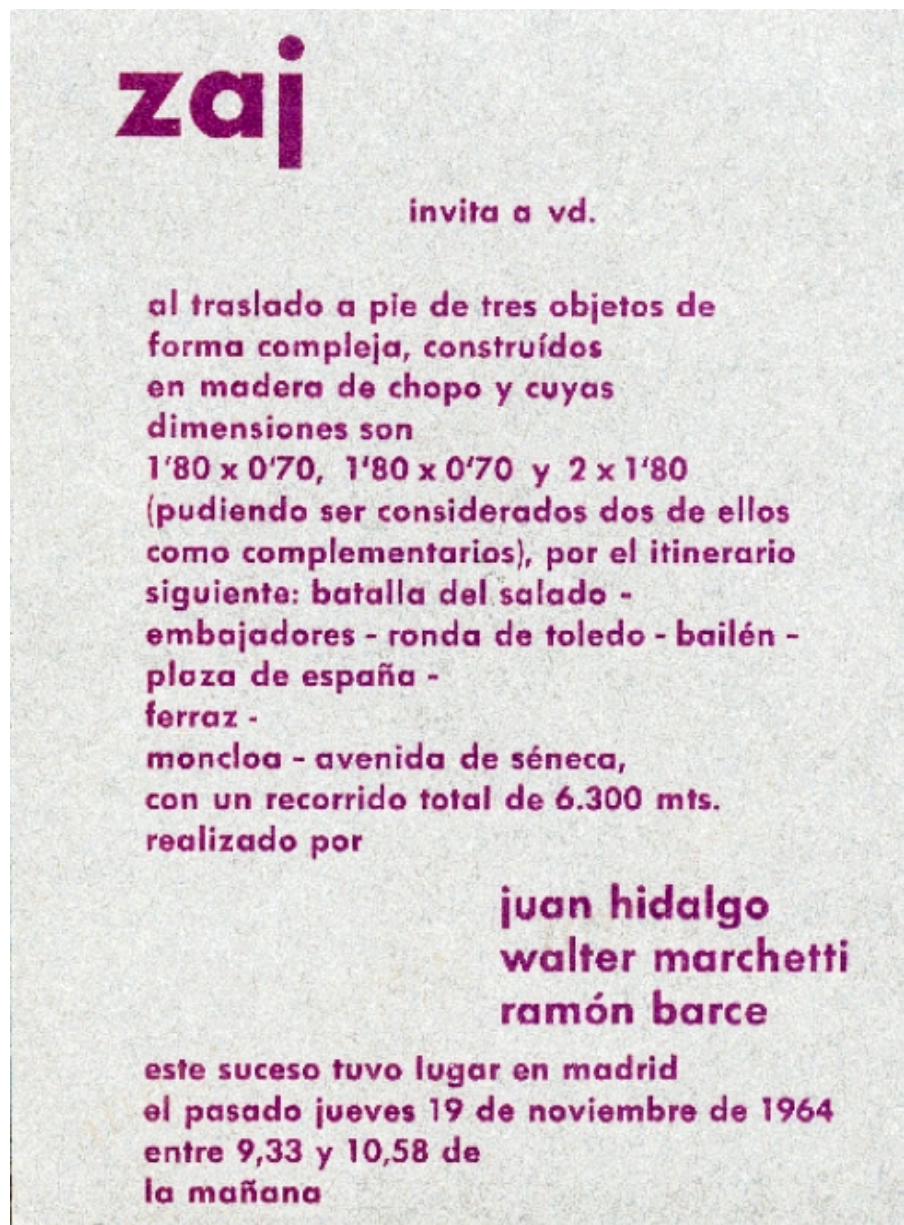 zaj
invita a vd.
al traslado a pie de tres objetos de
forma compleja, construídos
en madera de chopo y cuyas
dimensiones son
1'80 x 0'70, 1'80 x 0'70 y 2 x 1'80
(pudiendo ser considerados dos de ellos
como complementarios), por el itinerario
siguiente: batalla del salado -
embajadores - ronda de toledo - bailén -
plaza de españa -
ferraz -
moncloa - avenida de séneca,
con un recorrido total de 6.300 mts.
realizado por
juan hidalgo
walter marchetti
ramón barce
este suceso tuvo lugar en madrid
el pasado jueves 19 de noviembre de 1964
entre 9,33 y 10,58 de
la mañana